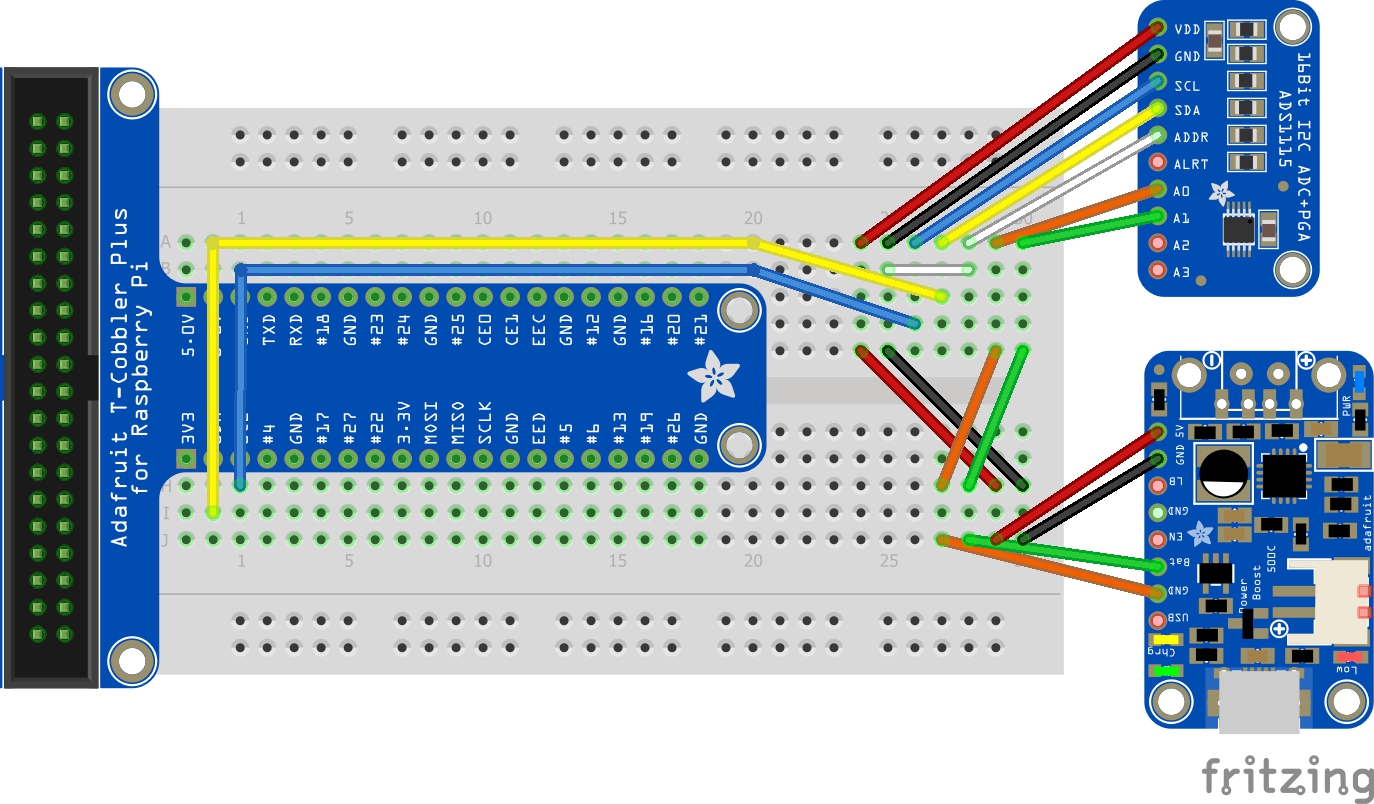 Adafruit T-Cobbler Plus
for Raspberry Pi
1 5 10 15 20
A
B
5.0V
TXD
RXD
#18
GND
#23
#24
GND
#25
CE0
CE1
EEC
GND
#12
GND
#16
#20
#21
3V3
#4
GND
#17
#27
#22
3.3V
MOSI
MISO
SCLK
GND
EED
#5
#6
#13
#19
#26
GND
H
I
J
1 5 10 15 20 25
VDD
GND
SCL
SDA
ADDR
ALRT
A0
A1
A2
A3
16Bit I2C ADC+PGA
ADS1115
PWR
5V
GND
LB
GND
EN
Bat
GND
USB
Chrg
Power
Boost
500C
adafruit
Low
fritzing